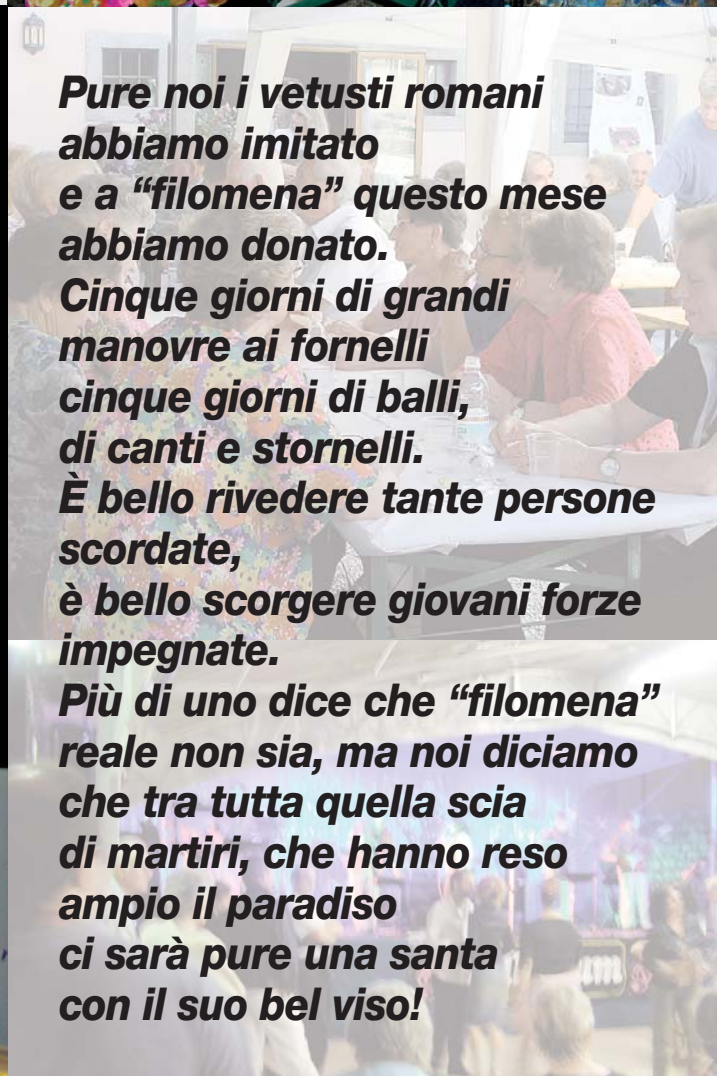 Pure noi i vetusti romani
abbiamo imitato
e a “filomena” questo mese
abbiamo donato.
Cinque giorni di grandi
manovre ai fornelli
cinque giorni di balli,
di canti e stornelli.
È bello rivedere tante persone
scordate,
è bello scorgere giovani forze
impegnate.
Più di uno dice che “filomena”
reale non sia, ma noi diciamo
che tra tutta quella scia
di martiri, che hanno reso
ampio il paradiso
ci sarà pure una santa
con il suo bel viso!